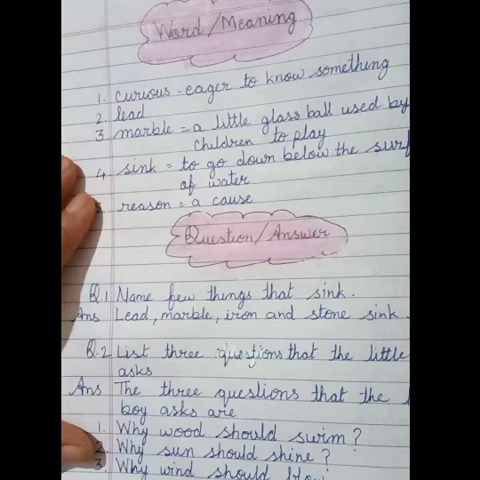 Word/Meaning
1. curious - eager to know something
2 lead
3 marble = a little glass ball used by
children to play
4 sink = to go down below the surf
of water
5 reason = a cause
Question/Answer
Q.1 Name few things that sink.
Ans Lead, marble, iron and stone sink.
Q.2 List three questions that the little
asks
Ans The three questions that the
boy asks are
1. Why wood should swim?
2. Why sun should shine?
3. Why wind should